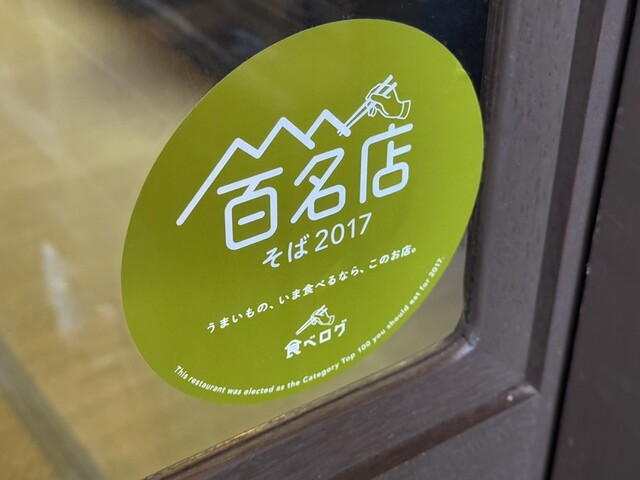 百名店
そば 2017
うまいもの、いま食べるなら、このお店。
食べログ
This restaurant was elected as the Category Top 100 you should eat for 2017.